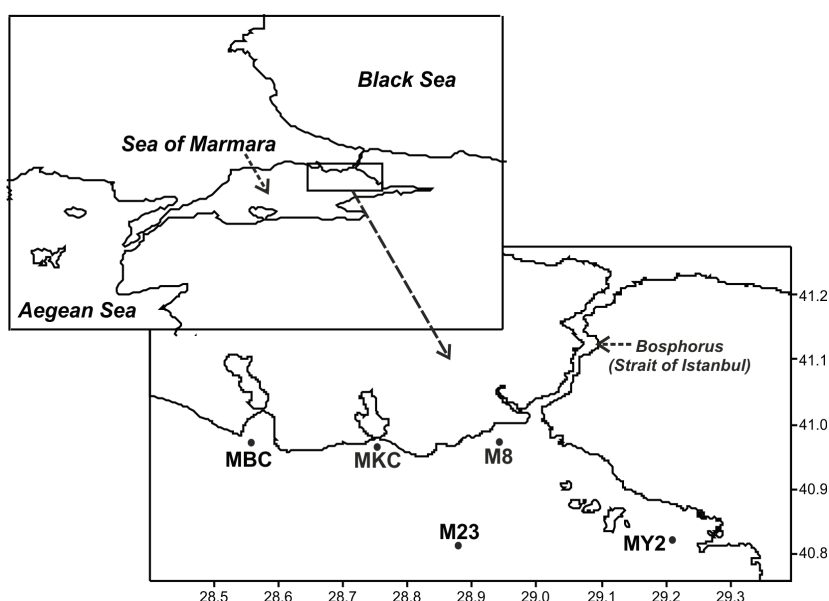 Black Sea
Sea of Marmara
Aegean Sea
Bosphorus
(Strait of Istanbul)
MBC
MKC
M8
M23
MY2
41.2
41.1
41.0
40.9
40.8
28.5 28.6 28.7 28.8 28.9 29.0 29.1 29.2 29.3